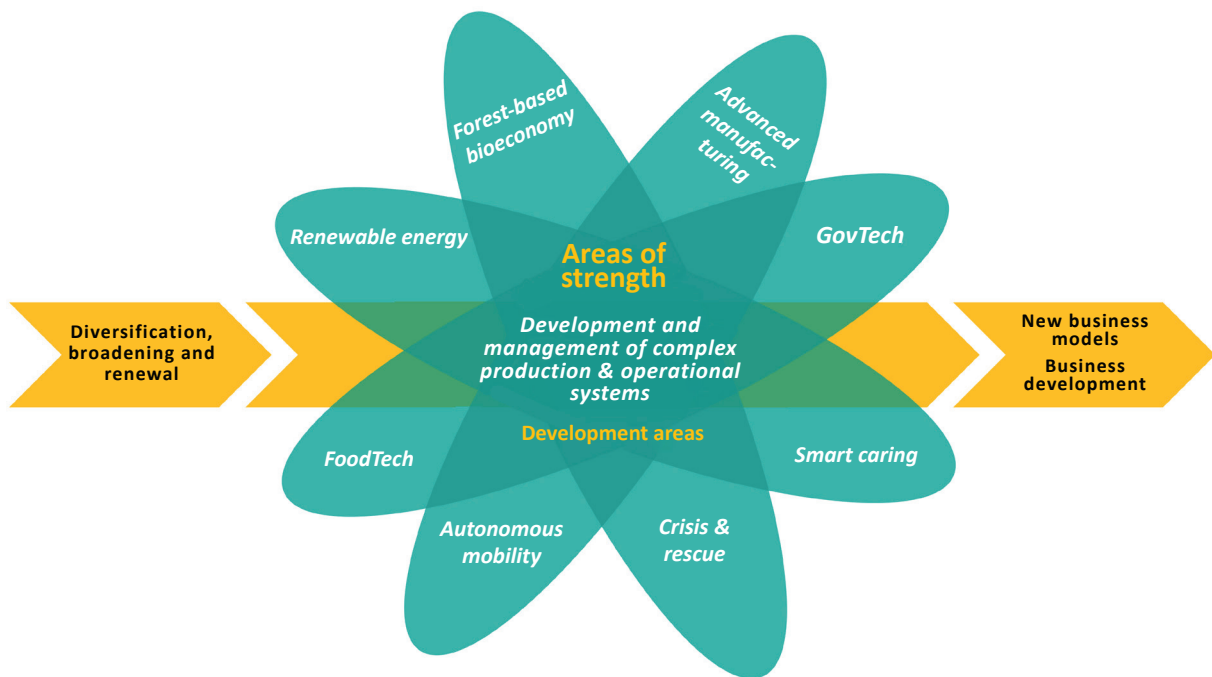 Forest-based
bioeconomy
Advanced
manufac-
turing
Renewable energy
GovTech
Areas of
strength
Diversification,
broadening and
renewal
Development and
management of complex
production & operational
systems
New business
models
Business
development
Development areas
FoodTech
Smart caring
Autonomous
mobility
Crisis &
rescue